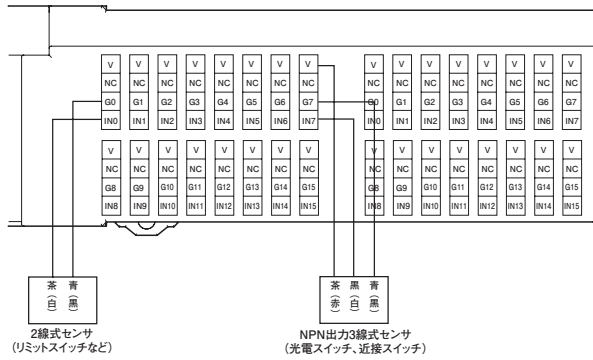 V V V V V V V V V V V V V V V V
NC NC NC NC NC NC NC NC NC NC NC NC NC NC NC NC
G0 G1 G2 G3 G4 G5 G6 G7 G0 G1 G2 G3 G4 G5 G6 G7
IN0 IN1 IN2 IN3 IN4 IN5 IN6 IN7 IN0 IN1 IN2 IN3 IN4 IN5 IN6 IN7
V V V V V V V V V V V V V V V V
NC NC NC NC NC NC NC NC NC NC NC NC NC NC NC NC
G8 G9 G10 G11 G12 G13 G14 G15 G8 G9 G10 G11 G12 G13 G14 G15
IN8 IN9 IN10 IN11 IN12 IN13 IN14 IN15 IN8 IN9 IN10 IN11 IN12 IN13 IN14 IN15
茶(白) 青(黒)
2線式センサ
(リミットスイッチなど)
茶(赤) 黒(白) 青(黒)
NPN出力3線式センサ
(光電スイッチ、近接スイッチ)